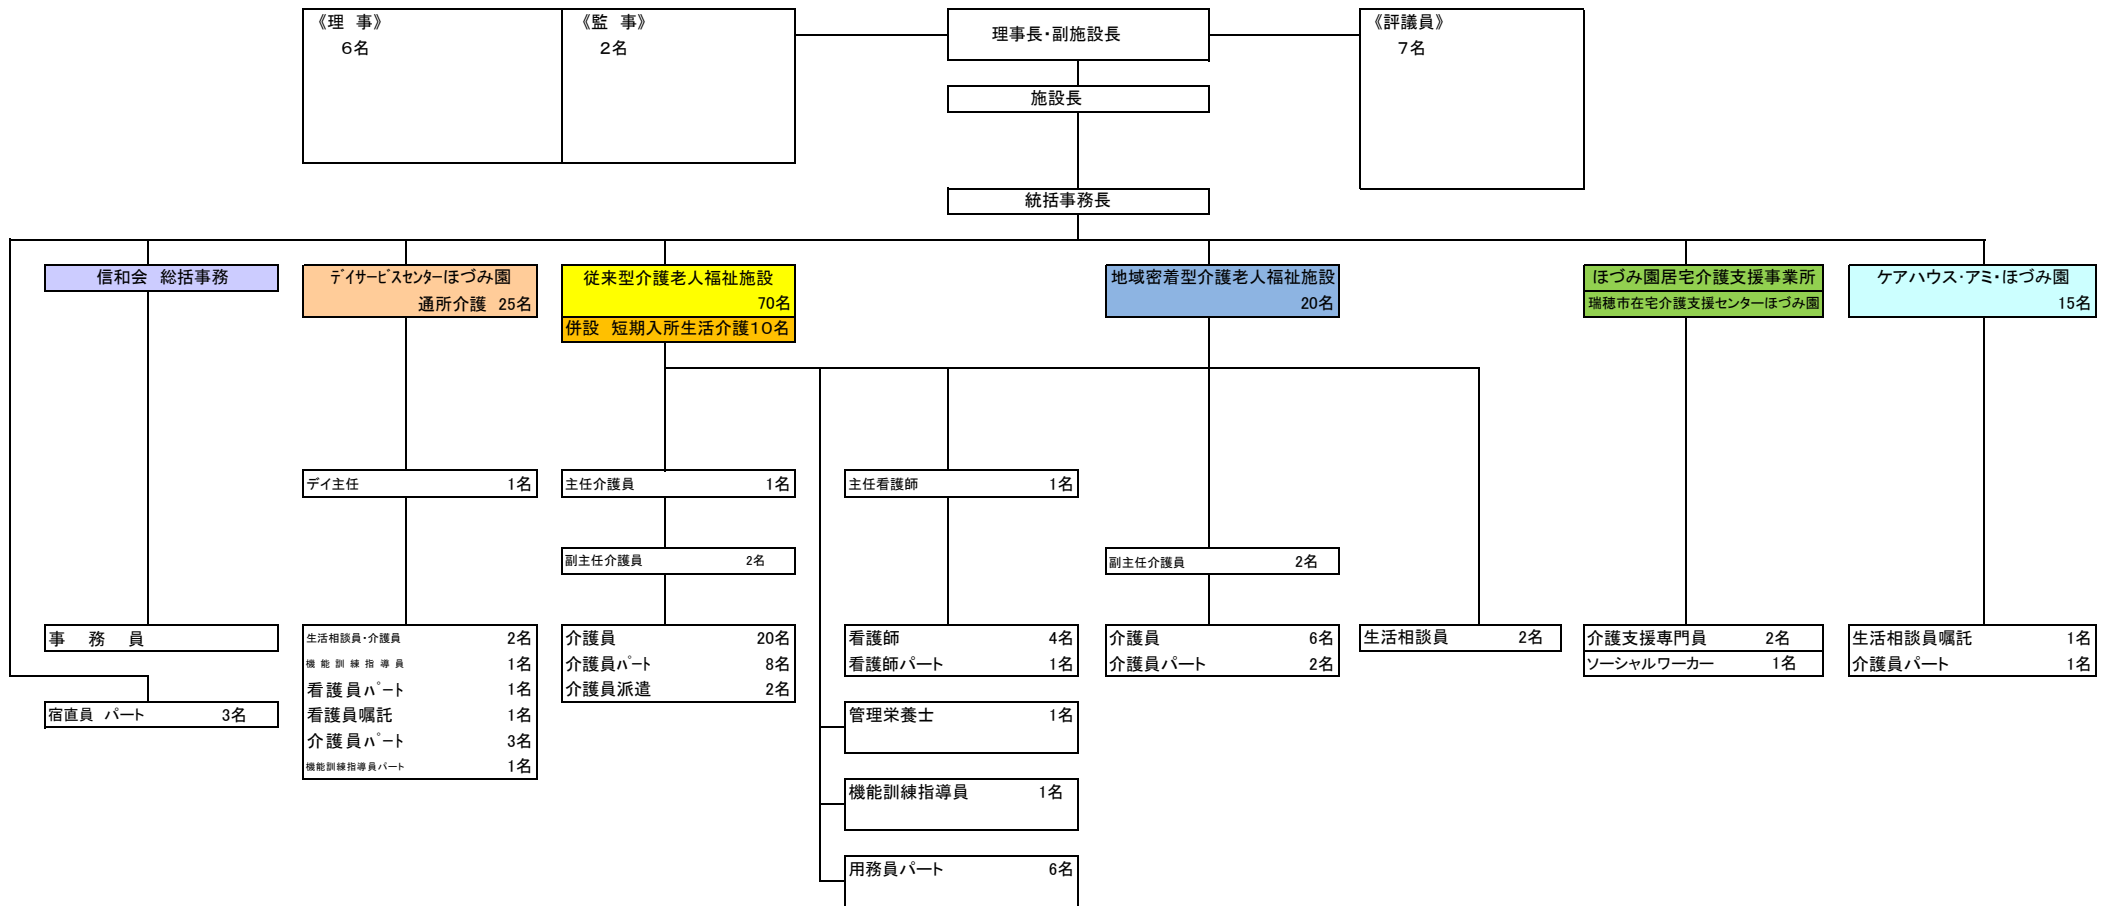 《理　事》
６名
《監　事》
２名
理事長・副施設長
《評議員》
７名
施設長
統括事務長
信和会　総括事務
ﾃﾞｲｻｰﾋﾞｽｾﾝﾀｰほづみ園
通所介護 25名
従来型介護老人福祉施設
70名
併設　短期入所生活介護１０名
地域密着型介護老人福祉施設
20名
ほづみ園居宅介護支援事業所
瑞穂市在宅介護支援センターほづみ園
ケアハウス・アミ・ほづみ園
15名
デイ主任 1名
主任介護員 1名
主任看護師 1名
副主任介護員 2名
副主任介護員 2名
事　務　員
宿直員 パート 3名
生活相談員・介護員 2名
機能訓練指導員 1名
看護員ﾊﾟｰﾄ 1名
看護員嘱託 1名
介護員ﾊﾟｰﾄ 3名
機能訓練指導員パート 1名
介護員 20名
介護員ﾊﾟｰﾄ 8名
介護員派遣 2名
看護師 4名
看護師パート 1名
管理栄養士 1名
機能訓練指導員 1名
用務員パート 6名
介護員 6名
介護員パート 2名
生活相談員 2名
介護支援専門員 2名
ソーシャルワーカー 1名
生活相談員嘱託 1名
介護員パート 1名